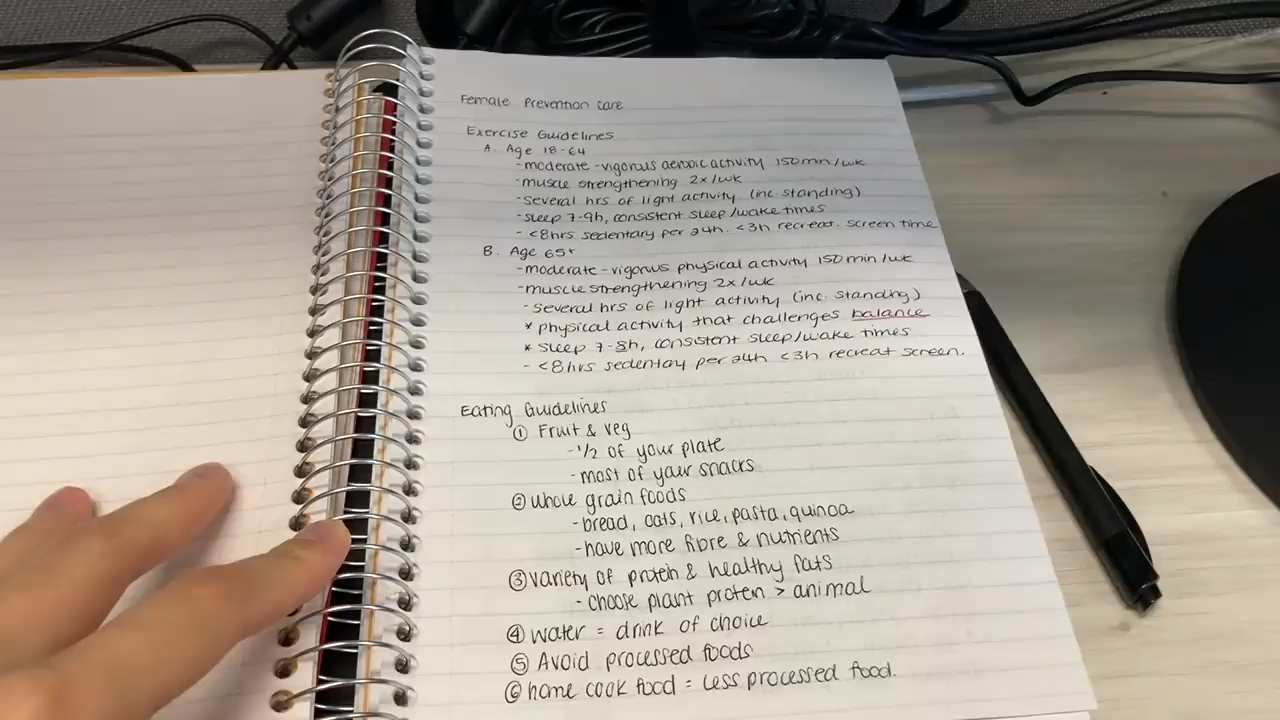 Female Prevention Care
Exercise Guidelines
A. Age 18-64
-moderate-vigorous aerobic activity 150min/wk
-muscle strengthening 2x/wk
-several hrs of light activity (inc. standing)
-sleep 7-9h, consistent sleep/wake times
-<8hrs sedentary per 24h. <3h recreat. screen time
B. Age 65+
-moderate-vigorous physical activity 150 min/wk
-muscle strengthening 2x/wk
-several hrs of light activity (inc. standing)
* physical activity that challenges balance
* sleep 7-8h, consistent sleep/wake times
- <8hrs sedentary per 24h <3h recreat screen.
Eating Guidelines
① Fruit & veg
-1/2 of your plate
-most of your snacks
② whole grain foods
-bread, oats, rice, pasta, quinoa
-have more fibre & nutrients
③ variety of protein & healthy fats
- choose plant protein > animal
④ water = drink of choice
⑤ Avoid processed foods
⑥ home cook food = less processed food.